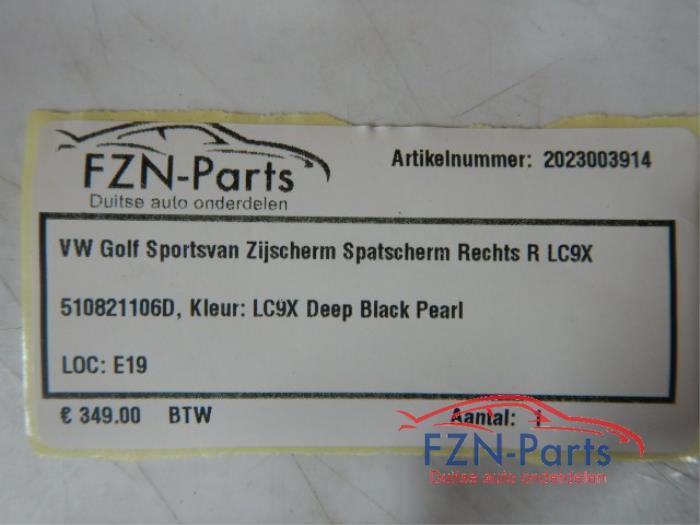 FZN-Parts
Duitse auto onderdelen
Artikelnummer: 2023003914
VW Golf Sportsvan Zijscherm Spatscherm Rechts R LC9X
510821106D, Kleur: LC9X Deep Black Pearl
LOC: E19
€ 349.00 BTW
Aantal: 1
FZN-Parts
Duitse auto onderdelen